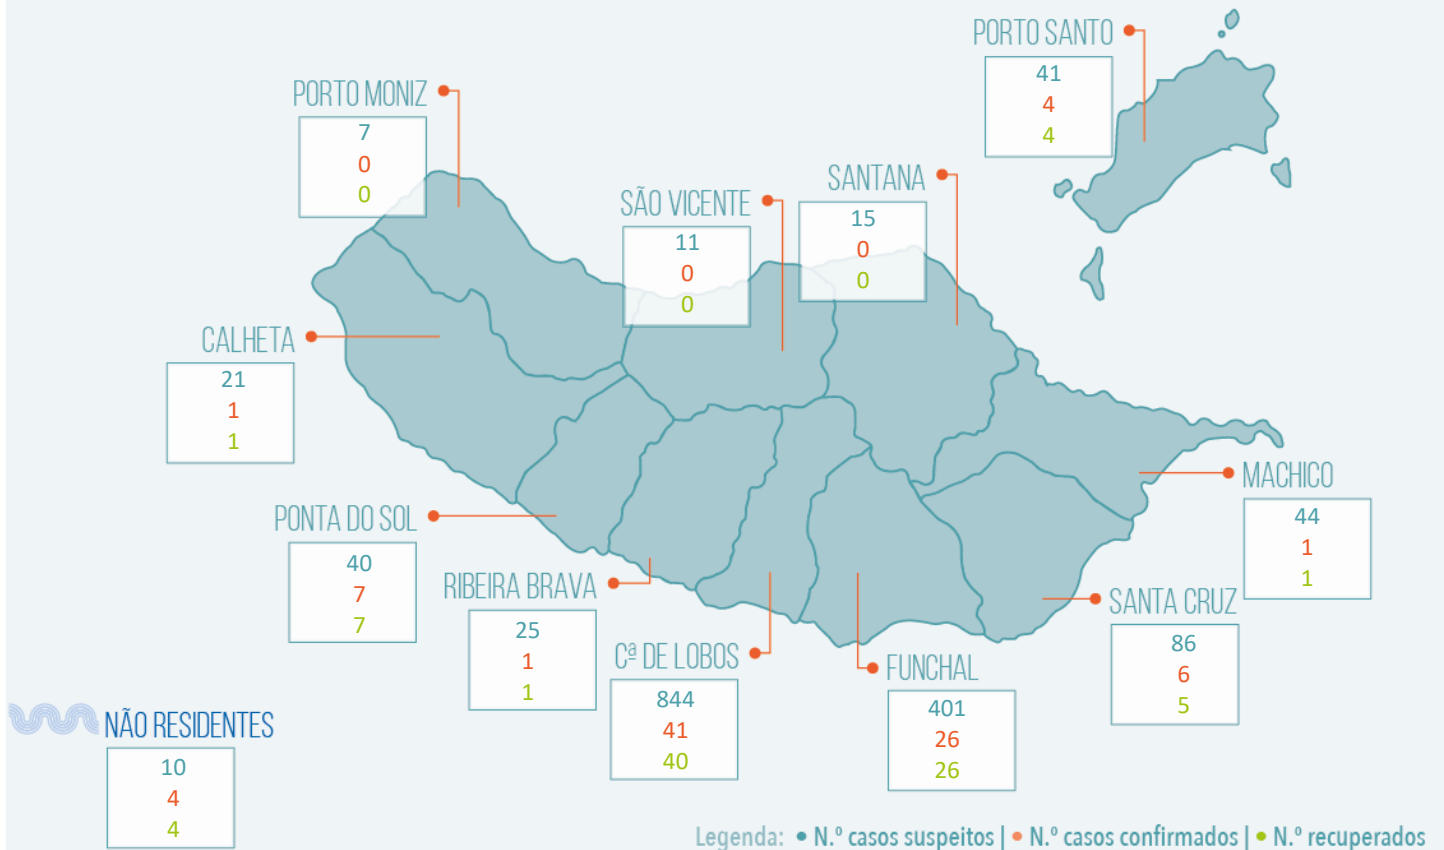 PORTO SANTO
41
4
4
PORTO MONIZ
7
0
0
SANTANA
15
0
0
SÃO VICENTE
11
0
0
CALHETA
21
1
1
MACHICO
44
1
1
PONTA DO SOL
40
7
7
RIBEIRA BRAVA
25
1
1
SANTA CRUZ
86
6
5
Cª DE LOBOS
844
41
40
FUNCHAL
401
26
26
NÃO RESIDENTES
10
4
4
Legenda: • N.º casos suspeitos | • N.º casos confirmados | • N.º recuperados